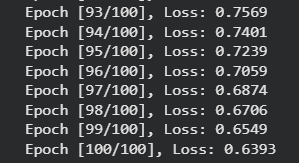 Epoch [93/100], Loss: 0.7569
Epoch [94/100], Loss: 0.7401
Epoch [95/100], Loss: 0.7239
Epoch [96/100], Loss: 0.7059
Epoch [97/100], Loss: 0.6874
Epoch [98/100], Loss: 0.6706
Epoch [99/100], Loss: 0.6549
Epoch [100/100], Loss: 0.6393